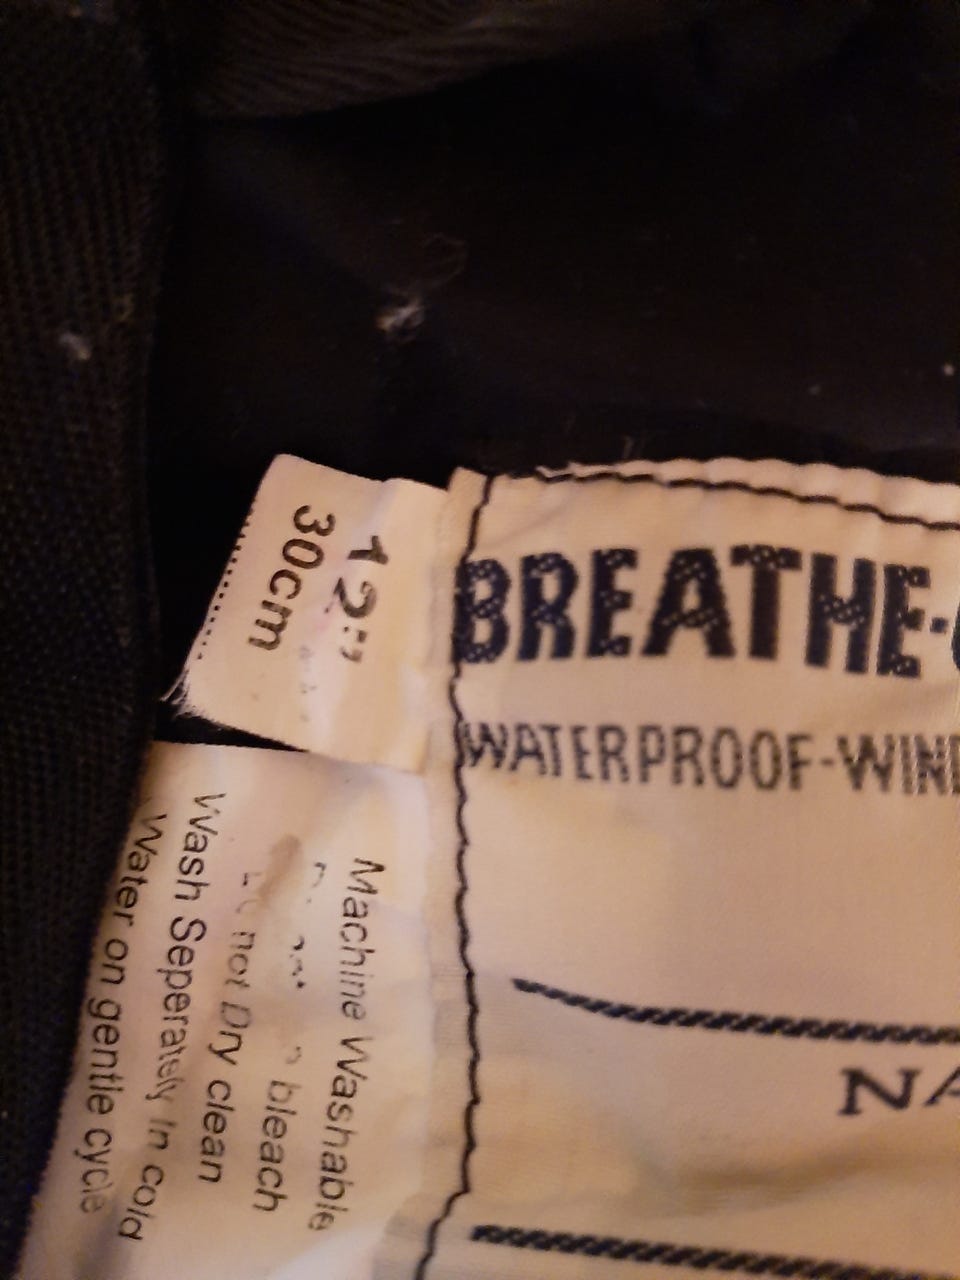 12"
30cm
BREATHE-
WATERPROOF-WIND
NA
Machine Washable
bleach
not Dry clean
Wash Seperately In cold
Water on gentle cycle